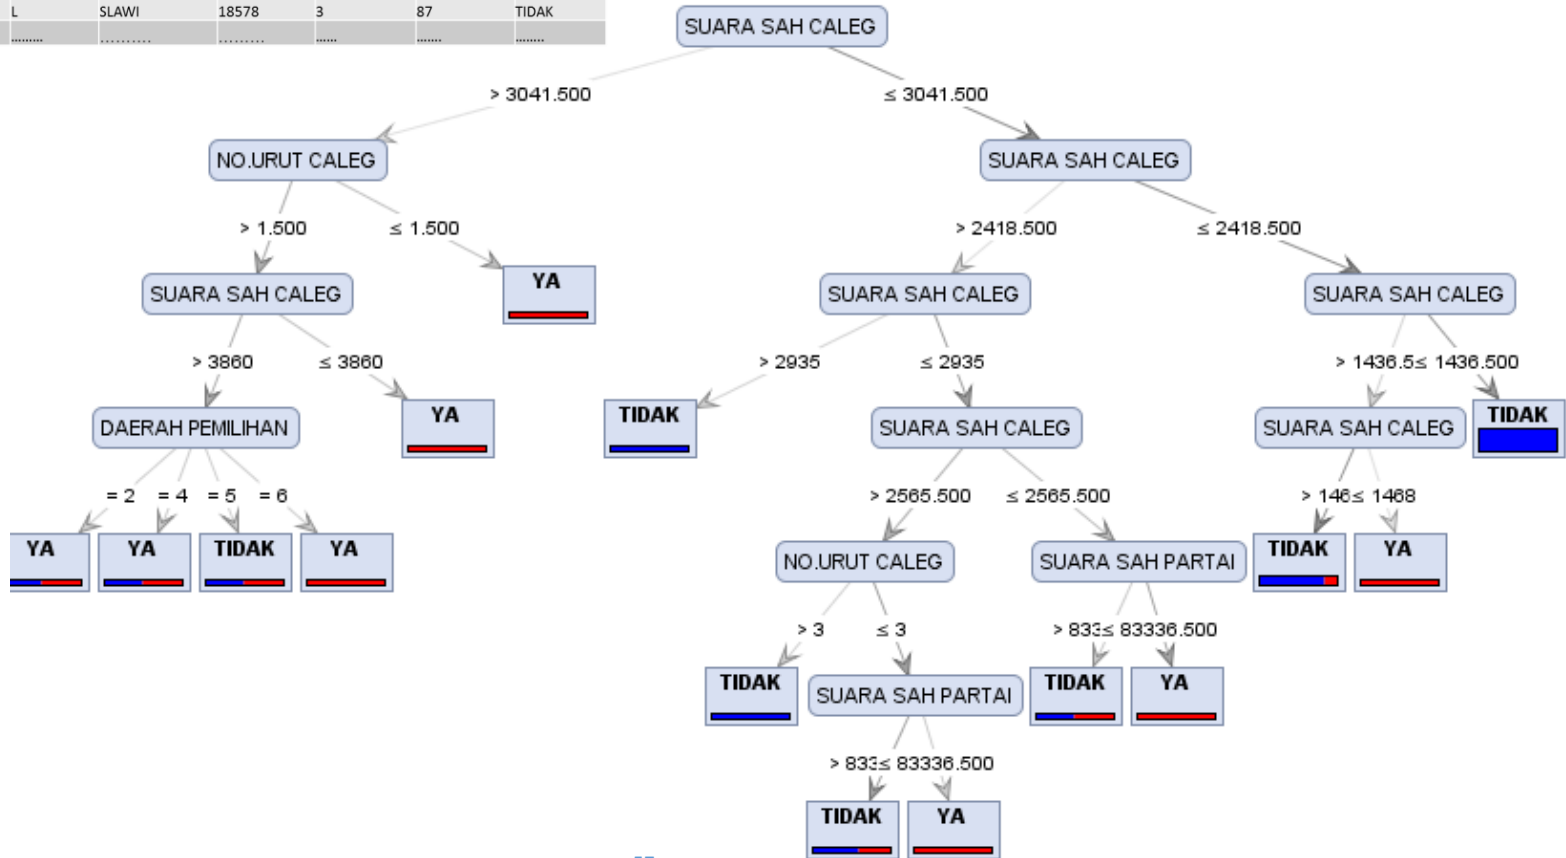 L SLAWI 18578 3 87 TIDAK
......... .......... ......... ...... ....... ........
SUARA SAH CALEG
> 3041.500 ≤ 3041.500
NO.URUT CALEG SUARA SAH CALEG
> 1.500 ≤ 1.500 > 2418.500 ≤ 2418.500
SUARA SAH CALEG YA SUARA SAH CALEG SUARA SAH CALEG
> 3860 ≤ 3860 > 2935 ≤ 2935 > 1436.5 ≤ 1436.500
DAERAH PEMILIHAN YA TIDAK SUARA SAH CALEG SUARA SAH CALEG TIDAK
= 2 = 4 = 5 = 6 > 2565.500 ≤ 2565.500 > 146 ≤ 1468
YA YA TIDAK YA NO.URUT CALEG SUARA SAH PARTAI TIDAK YA
> 3 ≤ 3 > 833 ≤ 83336.500
TIDAK SUARA SAH PARTAI TIDAK YA
> 833 ≤ 83336.500
TIDAK YA